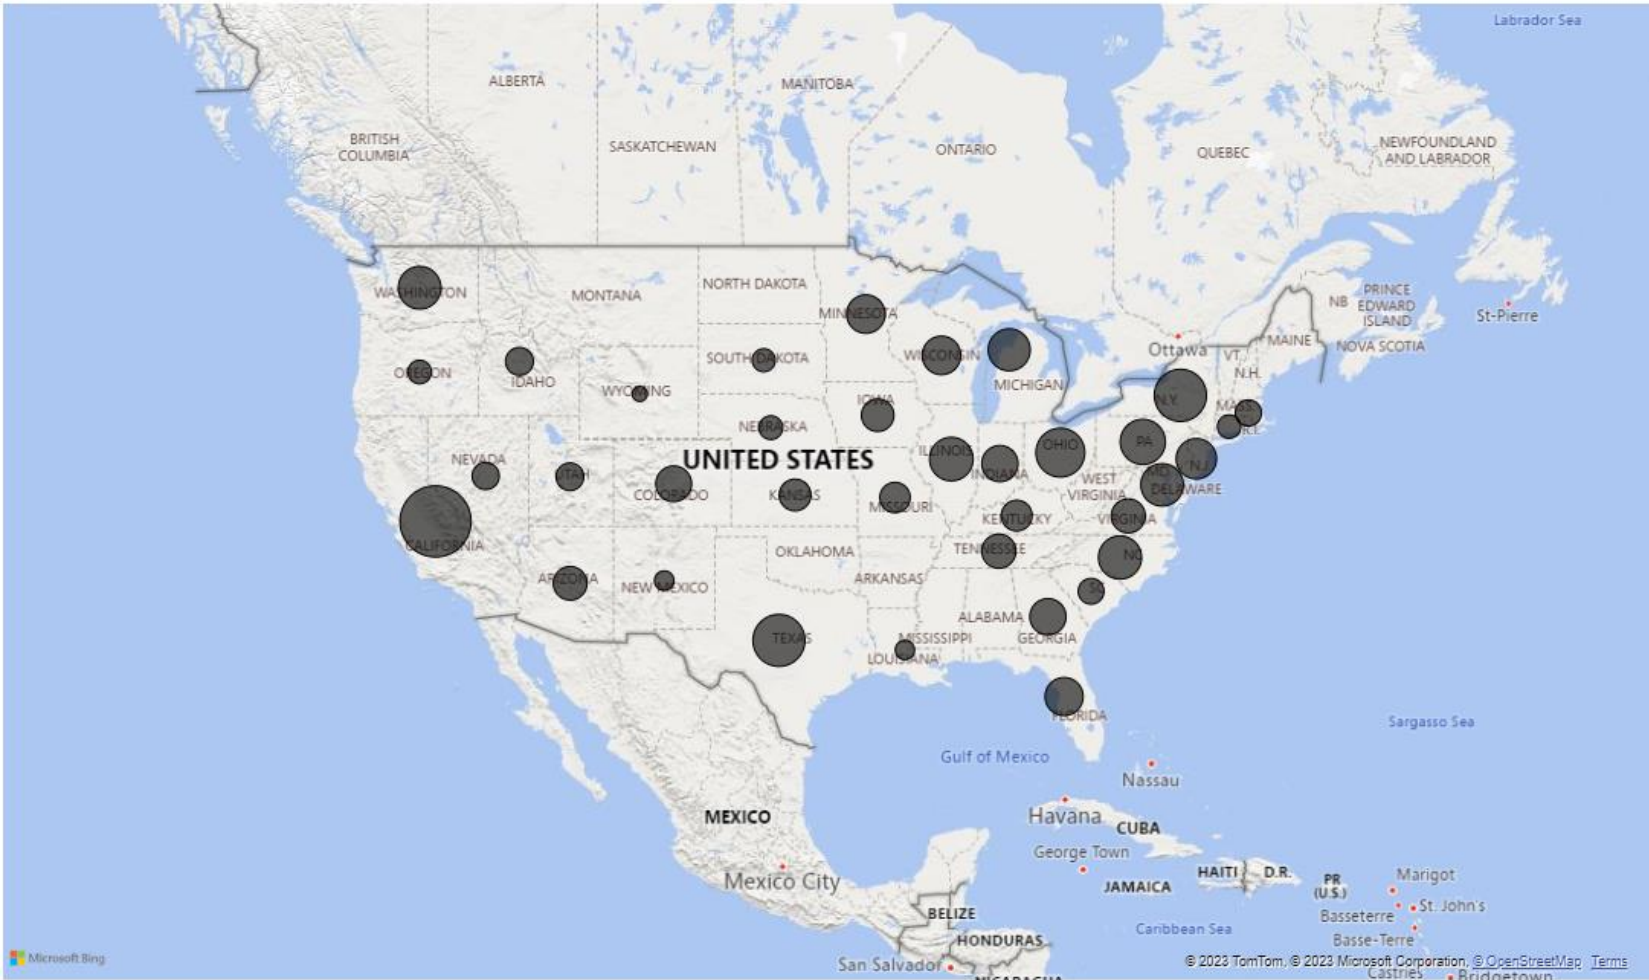 Labrador Sea
ALBERTA
MANITOBA
BRITISH
COLUMBIA
SASKATCHEWAN
ONTARIO
QUEBEC
NEWFOUNDLAND
AND LABRADOR
WASHINGTON
MONTANA
NORTH DAKOTA
MINNESOTA
NB
PRINCE
EDWARD
ISLAND
St-Pierre
Ottawa
VT.
MAINE
NOVA SCOTIA
OREGON
IDAHO
WYOMING
SOUTH DAKOTA
WISCONSIN
MICHIGAN
N.H.
N.Y.
MASS.
R.I.
IOWA
NEBRASKA
NEVADA
UTAH
COLORADO
UNITED STATES
KANSAS
ILLINOIS
INDIANA
OHIO
PA
N.J.
MD
DELAWARE
WEST
VIRGINIA
MISSOURI
KENTUCKY
VIRGINIA
CALIFORNIA
OKLAHOMA
TENNESSEE
NC
ARIZONA
NEW MEXICO
ARKANSAS
SC
TEXAS
ALABAMA
MISSISSIPPI
GEORGIA
LOUISIANA
FLORIDA
Sargasso Sea
Gulf of Mexico
Nassau
MEXICO
Havana
CUBA
George Town
Mexico City
JAMAICA
HAITI
D.R.
PR
(U.S.)
Marigot
St. John's
Basseterre
BELIZE
Caribbean Sea
Basse-Terre
HONDURAS
Microsoft Bing
San Salvador
© 2023 TomTom, © 2023 Microsoft Corporation, © OpenStreetMap Terms
Castries
NICARAGUA
Bridgetown